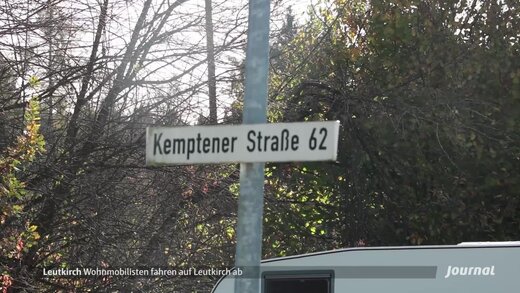 Kemptener Straße 62
Leutkirch Wohnmobilisten fahren auf Leutkirch ab
Journal